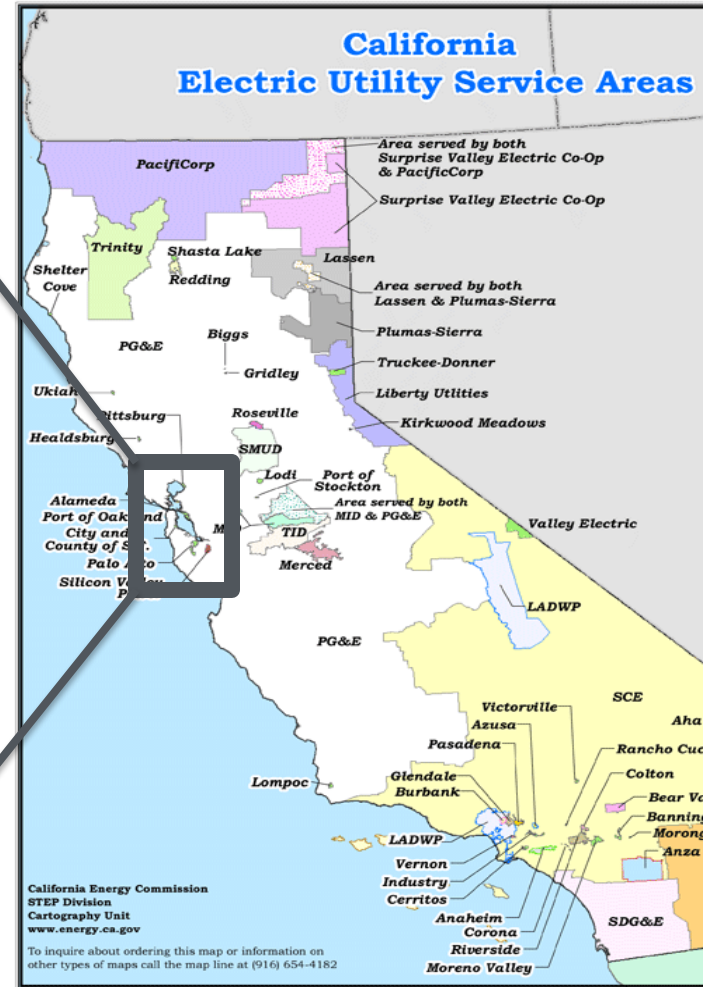 California
Electric Utility Service Areas
Area served by both
Surprise Valley Electric Co-Op
& PacificCorp
PacifiCorp
Surprise Valley Electric Co-Op
Trinity
Shasta Lake
Lassen
Shelter
Cove
Redding
Area served by both
Lassen & Plumas-Sierra
Biggs
PG&E
Plumas-Sierra
Gridley
Truckee-Donner
Ukiah
Liberty Utlities
Pittsburg
Roseville
Kirkwood Meadows
Healdsburg
SMUD
Lodi
Port of
Stockton
Alameda
Area served by both
MID & PG&E
Port of
City and
County of
TID
Valley Electric
Palo
Merced
Silicon
LADWP
PG&E
SCE
Victorville
Azusa
Aha
Pasadena
Rancho Cuc
Glendale
Colton
Lompoc
Burbank
Bear Va
Banning
LADWP
Morong
Vernon
Anza
Industry
Cerritos
Anaheim
SDG&E
Corona
Riverside
Moreno Valley
California Energy Commission
STEP Division
Cartography Unit
www.energy.ca.gov
To inquire about ordering this map or information on
other types of maps call the map line at (916) 654-4182